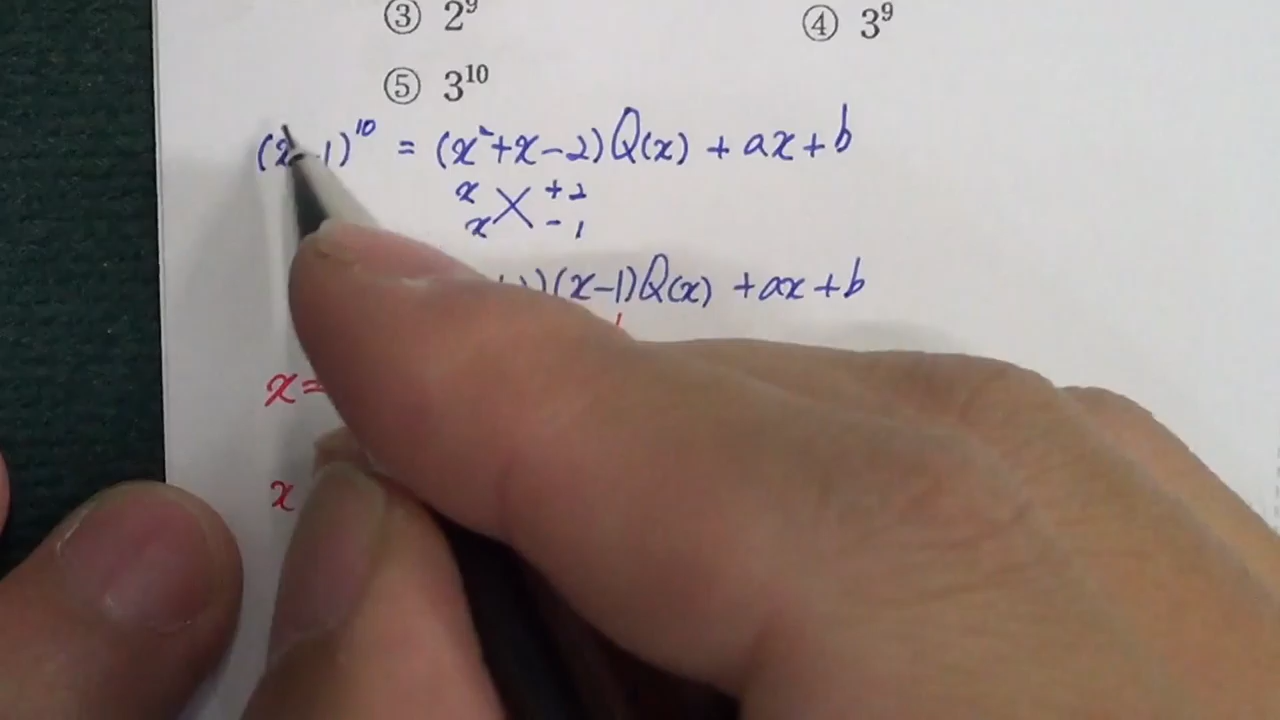 ③ 2⁹ ④ 3⁹
⑤ 3¹⁰
(x-1)¹⁰ = (x²+x-2)Q(x) + ax+b
x +2
x -1
)(x-1)Q(x) +ax+b
x=
x